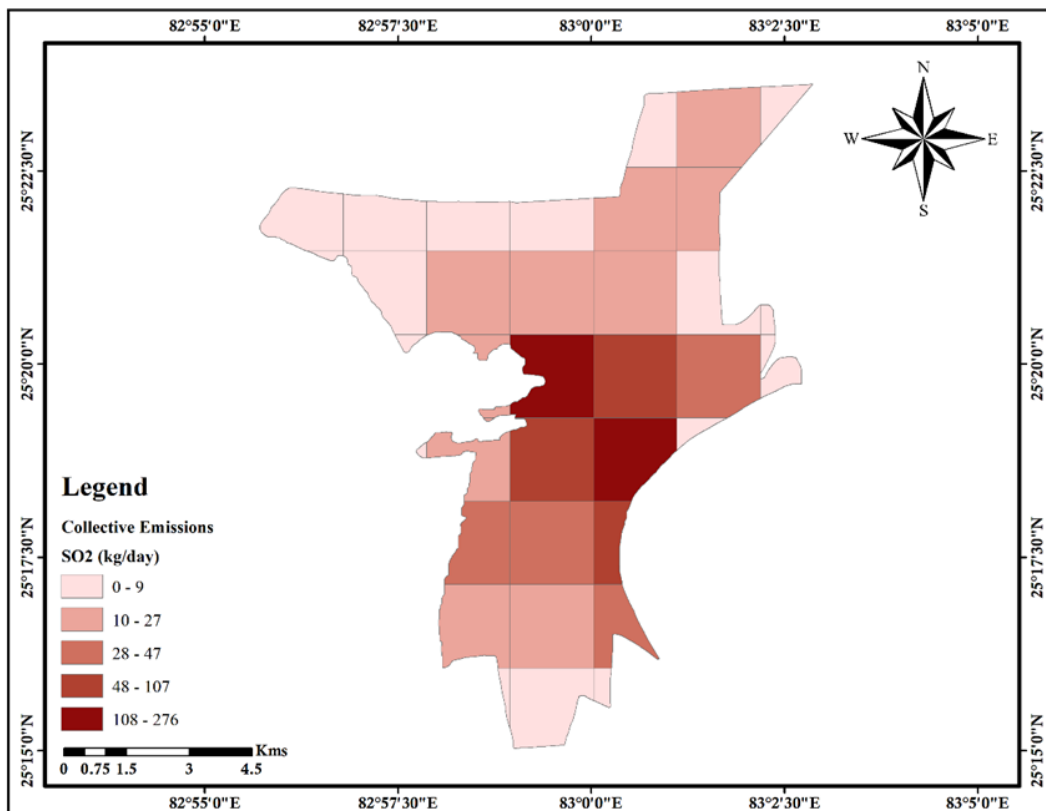 82°55'0"E 82°57'30"E 83°0'0"E 83°2'30"E 83°5'0"E
N
W E
S
25°22'30"N 25°22'30"N
25°20'0"N 25°20'0"N
25°17'30"N 25°17'30"N
25°15'0"N 25°15'0"N
Legend
Collective Emissions
SO2 (kg/day)
0 - 9
10 - 27
28 - 47
48 - 107
108 - 276
Kms
0 0.75 1.5 3 4.5
82°55'0"E 82°57'30"E 83°0'0"E 83°2'30"E 83°5'0"E